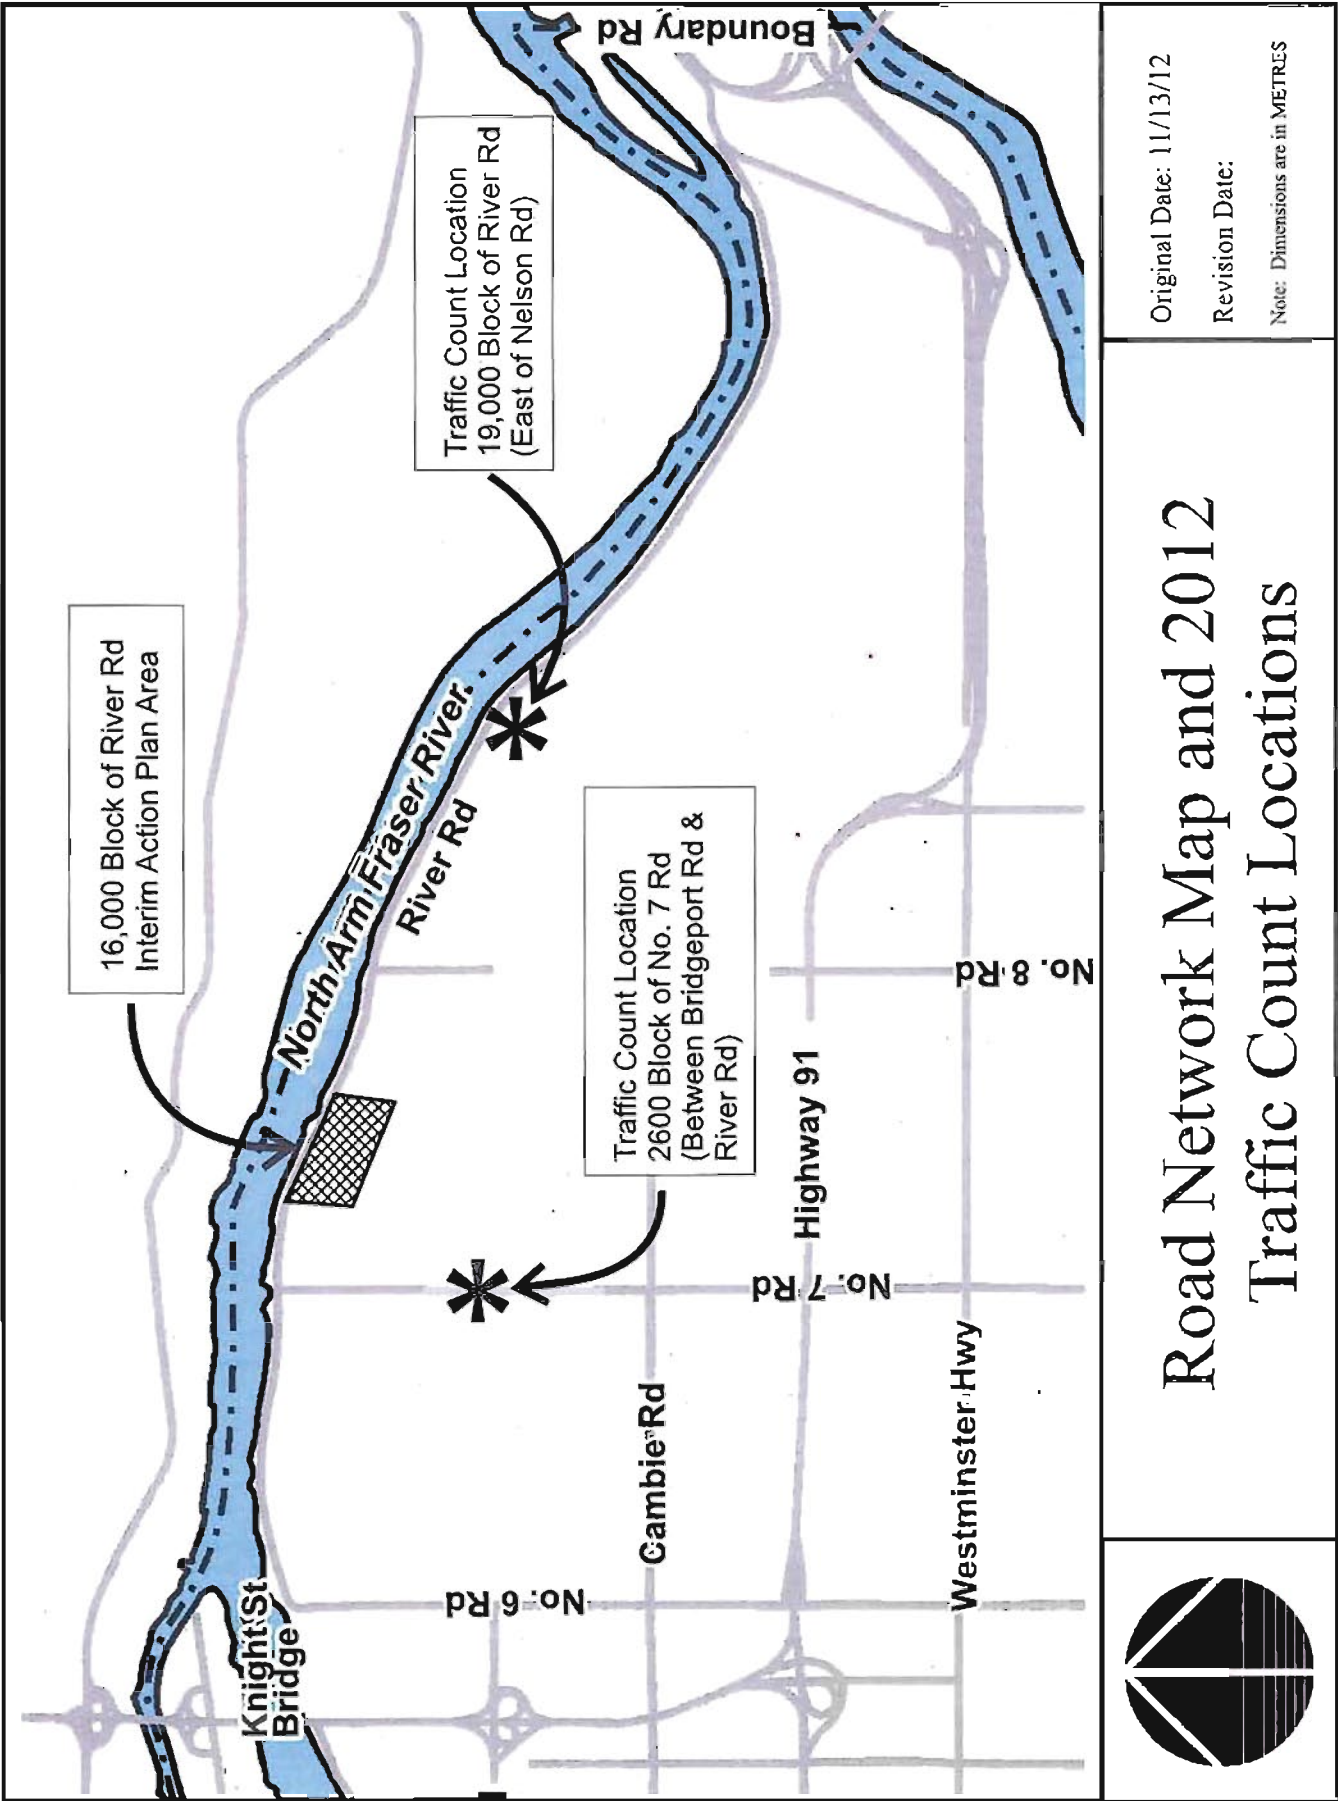 16,000 Block of River Rd
Interim Action Plan Area
Traffic Count Location
19,000 Block of River Rd
(East of Nelson Rd)
Boundary Rd
North Arm Fraser River
River Rd
Traffic Count Location
2600 Block of No. 7 Rd
(Between Bridgeport Rd &
River Rd)
Knight St
Bridge
No. 6 Rd
No. 7 Rd
No. 8 Rd
Cambie Rd
Highway 91
Westminster Hwy
Road Network Map and 2012
Traffic Count Locations
Original Date: 11/13/12
Revision Date:
Note: Dimensions are in METRES